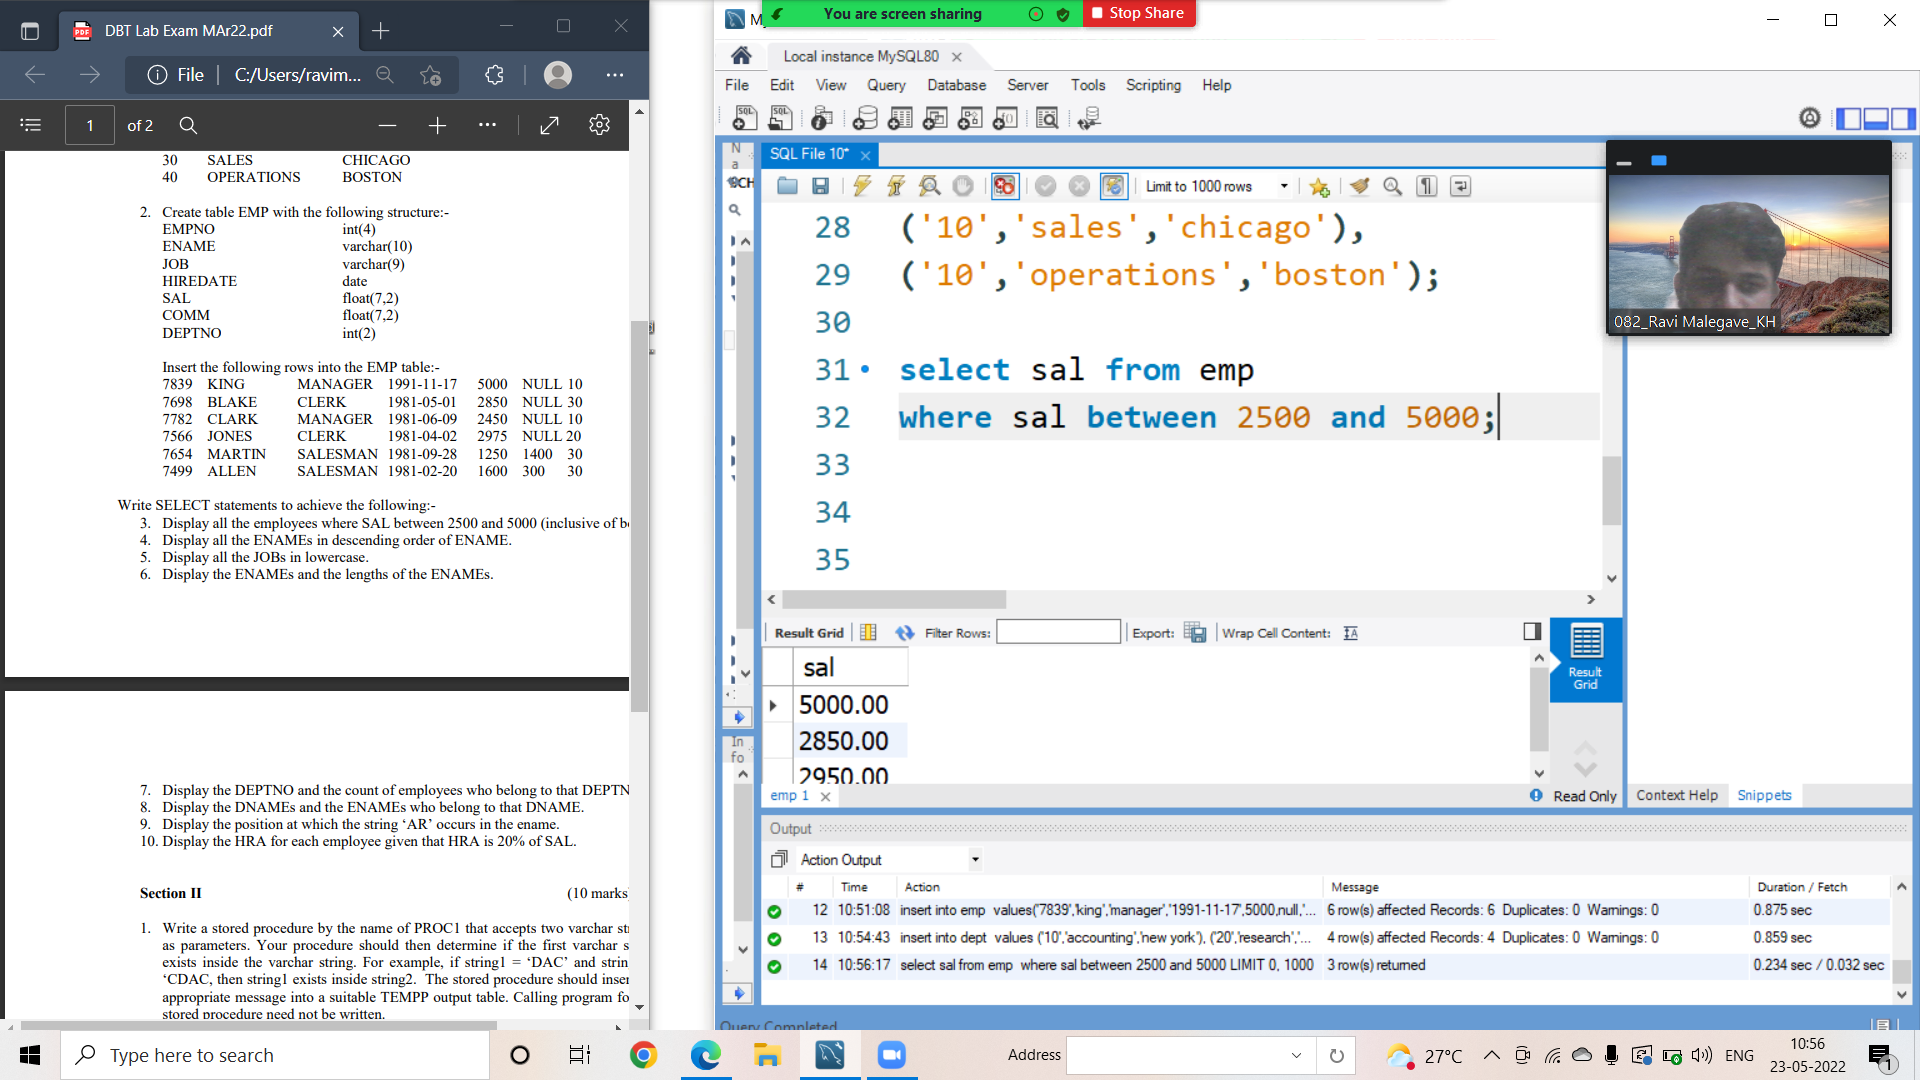 DBT Lab Exam MAr22.pdf
File
C:/Users/ravim...
1 of 2
30 SALES CHICAGO
40 OPERATIONS BOSTON
2. Create table EMP with the following structure:-
EMPNO int(4)
ENAME varchar(10)
JOB varchar(9)
HIREDATE date
SAL float(7,2)
COMM float(7,2)
DEPTNO int(2)
Insert the following rows into the EMP table:-
7839 KING MANAGER 1991-11-17 5000 NULL 10
7698 BLAKE CLERK 1981-05-01 2850 NULL 30
7782 CLARK MANAGER 1981-06-09 2450 NULL 10
7566 JONES CLERK 1981-04-02 2975 NULL 20
7654 MARTIN SALESMAN 1981-09-28 1250 1400 30
7499 ALLEN SALESMAN 1981-02-20 1600 300 30
Write SELECT statements to achieve the following:-
3. Display all the employees where SAL between 2500 and 5000 (inclusive of b
4. Display all the ENAMEs in descending order of ENAME.
5. Display all the JOBs in lowercase.
6. Display the ENAMEs and the lengths of the ENAMEs.
7. Display the DEPTNO and the count of employees who belong to that DEPTN
8. Display the DNAMEs and the ENAMEs who belong to that DNAME.
9. Display the position at which the string ‘AR’ occurs in the ename.
10. Display the HRA for each employee given that HRA is 20% of SAL.
Section II (10 marks
1. Write a stored procedure by the name of PROC1 that accepts two varchar str
as parameters. Your procedure should then determine if the first varchar s
exists inside the varchar string. For example, if string1 = ‘DAC’ and strin
‘CDAC, then string1 exists inside string2. The stored procedure should inser
appropriate message into a suitable TEMPP output table. Calling program fo
stored procedure need not be written.
You are screen sharing
Stop Share
Local instance MySQL80
File Edit View Query Database Server Tools Scripting Help
SQL File 10*
Limit to 1000 rows
28 ('10','sales','chicago'),
29 ('10','operations','boston');
30
31 select sal from emp
32 where sal between 2500 and 5000;
33
34
35
082_Ravi Malegave_KH
Result Grid Filter Rows: Export: Wrap Cell Content:
sal
5000.00
2850.00
2950.00
Result
Grid
emp 1
Read Only
Context Help Snippets
Output
Action Output
# Time Action Message Duration / Fetch
12 10:51:08 insert into emp values('7839','king','manager','1991-11-17',5000,null,'... 6 row(s) affected Records: 6 Duplicates: 0 Warnings: 0 0.875 sec
13 10:54:43 insert into dept values ('10','accounting','new york'), ('20','research','... 4 row(s) affected Records: 4 Duplicates: 0 Warnings: 0 0.859 sec
14 10:56:17 select sal from emp where sal between 2500 and 5000 LIMIT 0, 1000 3 row(s) returned 0.234 sec / 0.032 sec
Query Completed
Type here to search
Address
27°C
ENG
10:56
23-05-2022
1